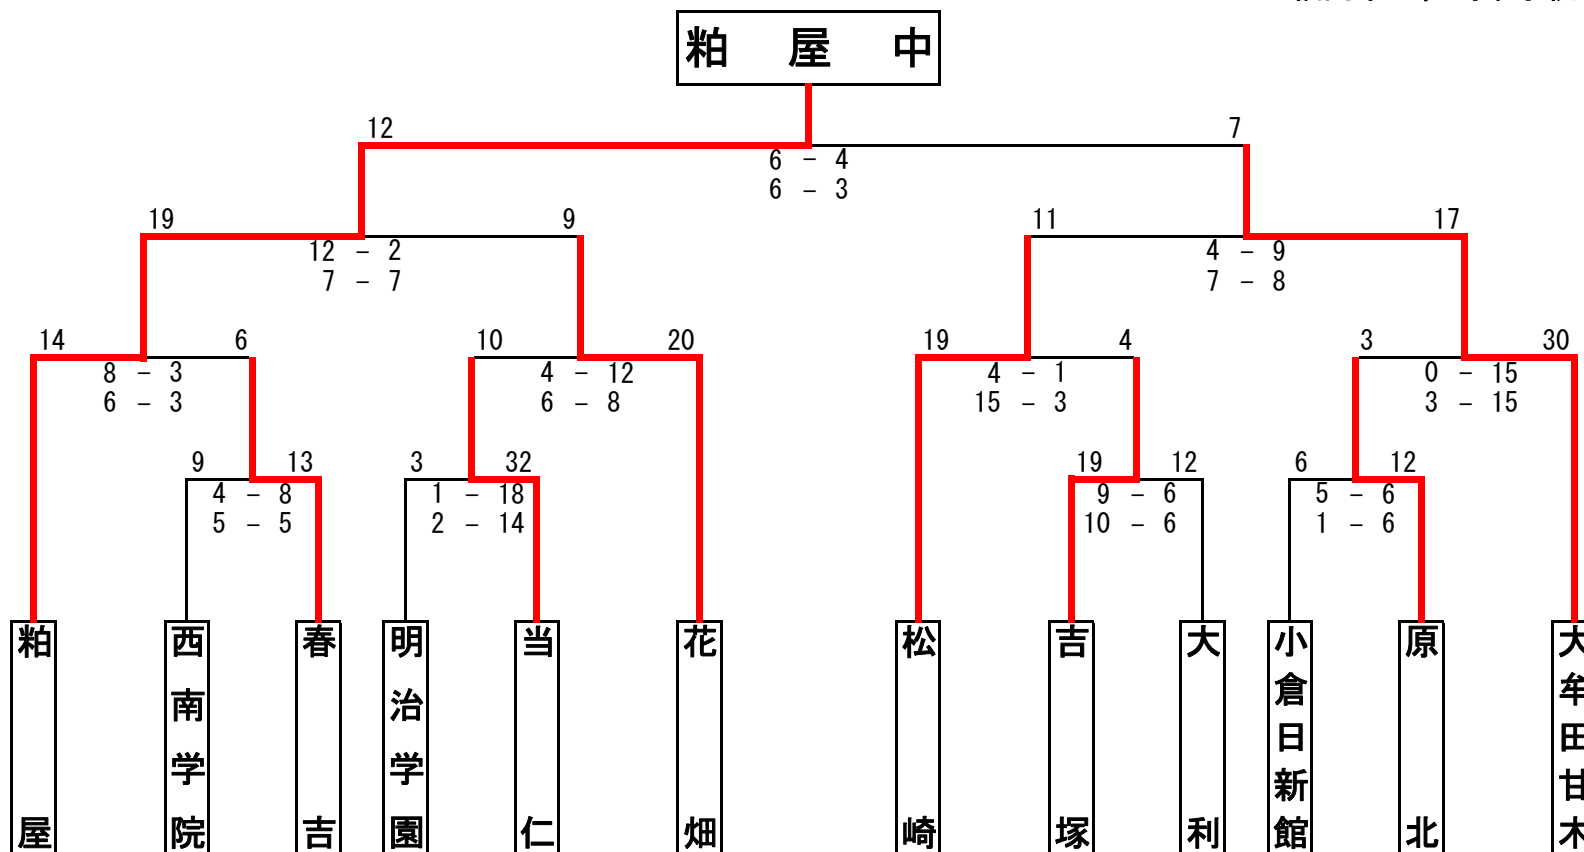 粕屋中
12 7
6 - 4
6 - 3
19 9 11 17
12 - 2 4 - 9
7 - 7 7 - 8
14 6 10 20 19 4 3 30
8 - 3 4 - 12 4 - 1 0 - 15
6 - 3 6 - 8 15 - 3 3 - 15
9 13 3 32 19 12 6 12
4 - 8 1 - 18 9 - 6 5 - 6
5 - 5 2 - 14 10 - 6 1 - 6
粕屋
西南学院
春吉
明治学園
当仁
花畑
松崎
吉塚
大利
小倉日新館
原北
大牟田甘木